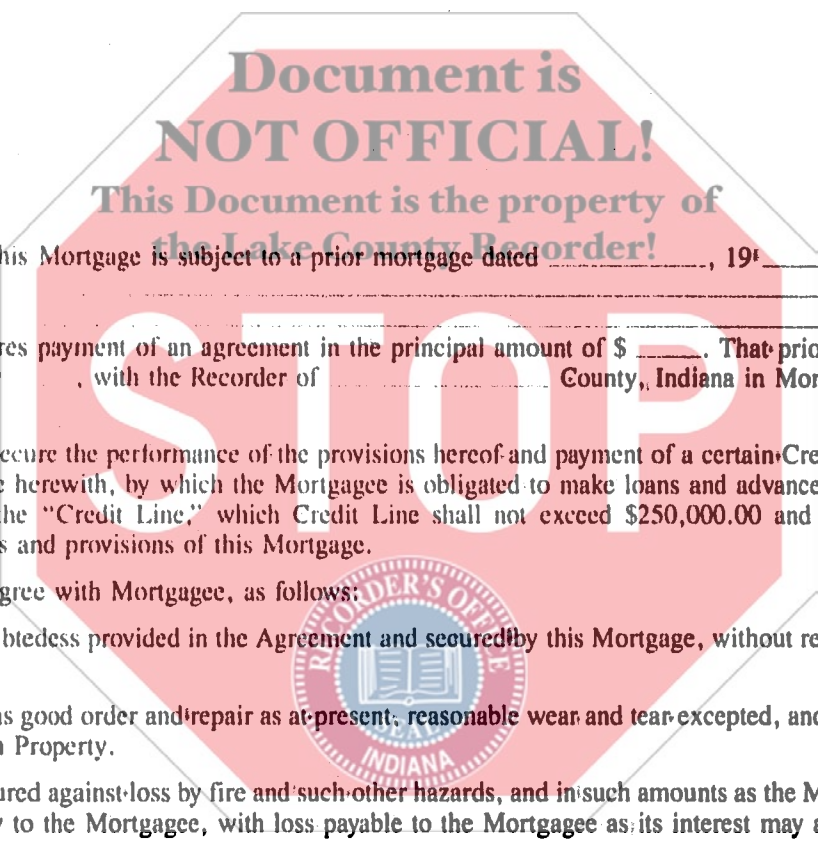 Document is
NOT OFFICIAL!
This Document is the property of
the Lake County Recorder!
his Mortgage is subject to a prior mortgage dated ____________, 19____
res payment of an agreement in the principal amount of $ ______. That prio
, with the Recorder of ____________ County, Indiana in Mor
STOP
ecure the performance of the provisions hereof and payment of a certain Cre
e herewith, by which the Mortgagee is obligated to make loans and advance
he "Credit Line," which Credit Line shall not exceed $250,000.00 and
s and provisions of this Mortgage.
gree with Mortgagee, as follows:
btedess provided in the Agreement and secured by this Mortgage, without re
as good order and repair as at present, reasonable wear and tear excepted, and
n Property.
ured against loss by fire and such other hazards, and in such amounts as the M
y to the Mortgagee, with loss payable to the Mortgagee as its interest may a
RECORDER'S OFFICE
SEAL
INDIANA